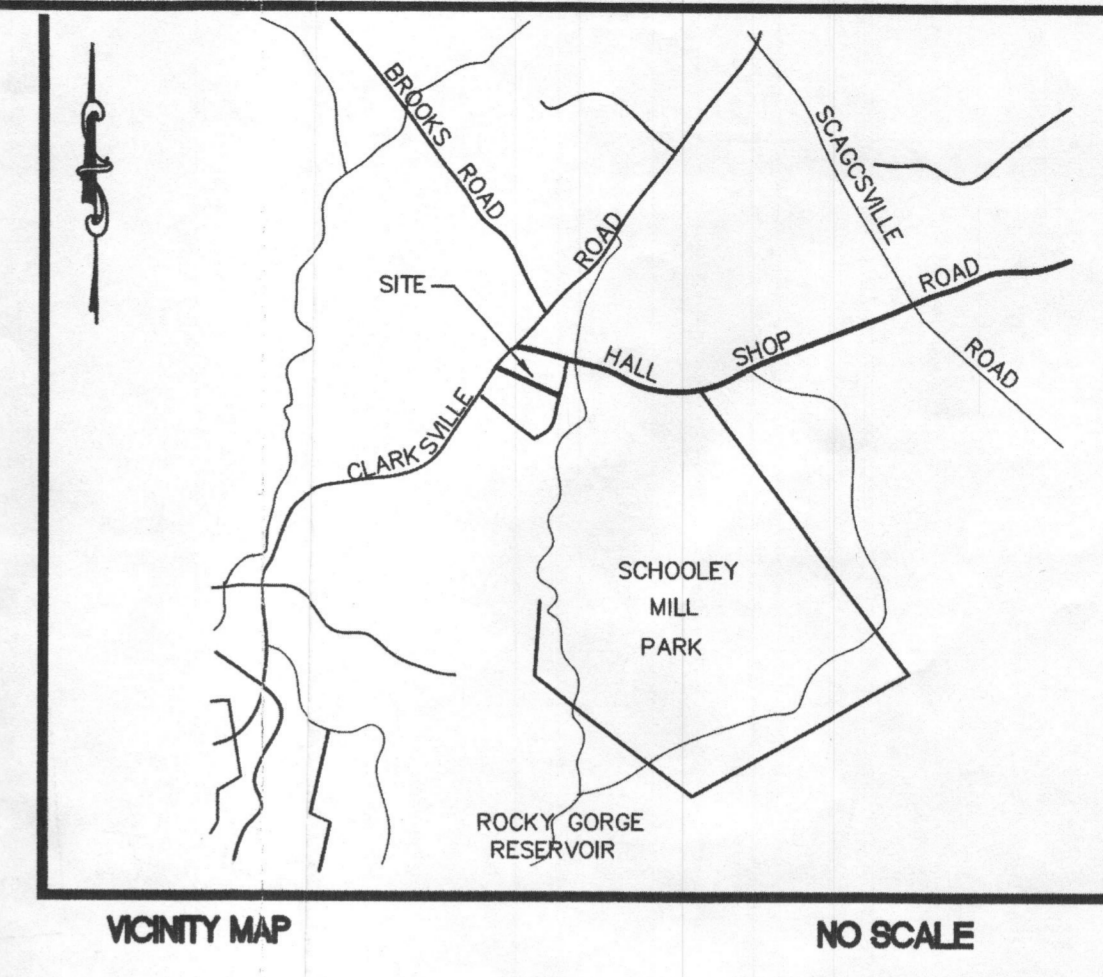 BROOKS ROAD
SCAGCSVILLE ROAD
ROAD
SITE
HALL SHOP ROAD
CLARKSVILLE
SCHOOLEY
MILL
PARK
ROCKY GORGE
RESERVOIR
VICINITY MAP
NO SCALE